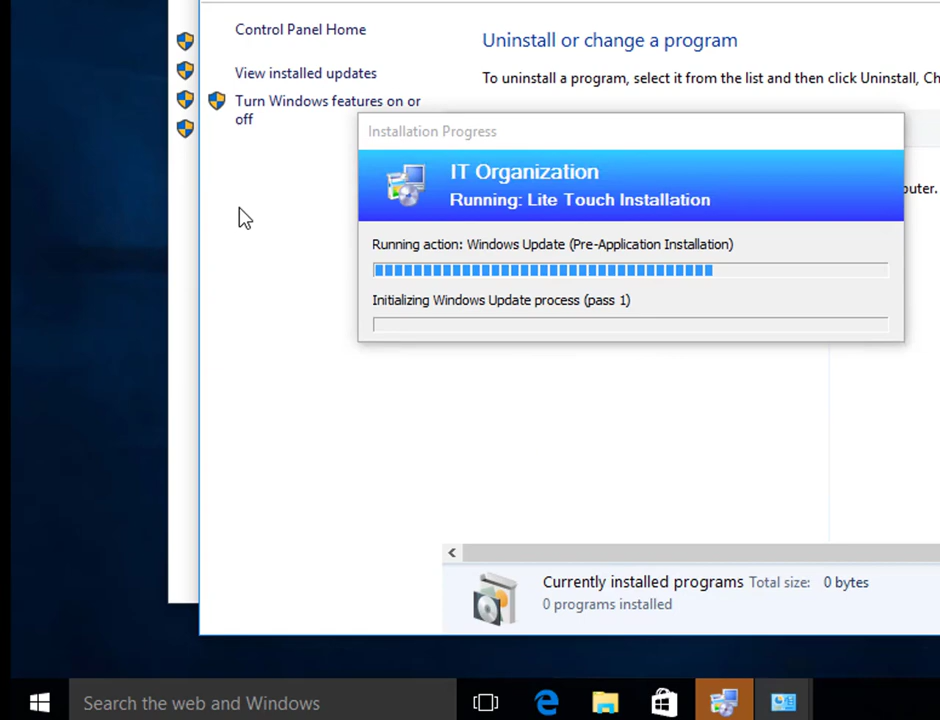 Control Panel Home
Uninstall or change a program
View installed updates
To uninstall a program, select it from the list and then click Uninstall, Ch
Turn Windows features on or
off
Installation Progress
IT Organization
Running: Lite Touch Installation
puter.
Running action: Windows Update (Pre-Application Installation)
Initializing Windows Update process (pass 1)
Currently installed programs Total size: 0 bytes
0 programs installed
Search the web and Windows